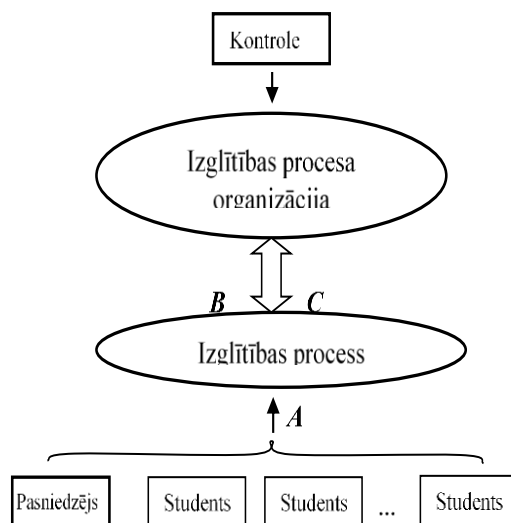 Kontrole
Izglītības procesa
organizācija
B C
Izglītības process
A
Pasniedzējs Students Students ... Students